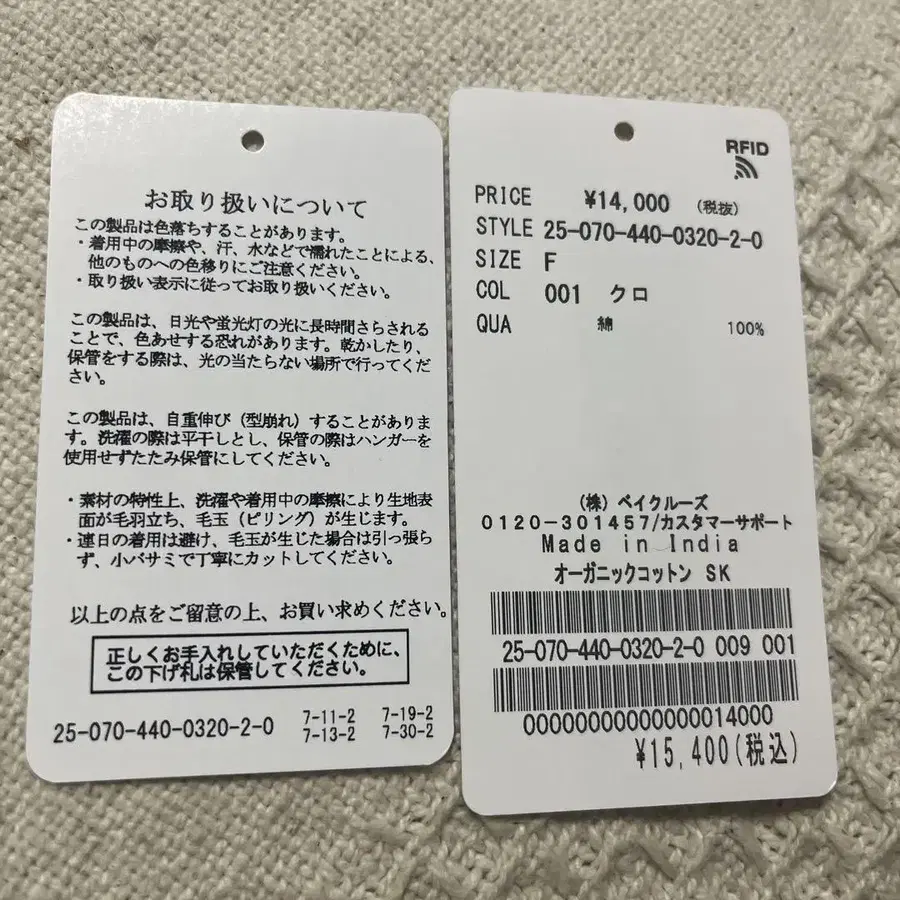 お取り扱いについて
この製品は色落ちすることがあります。
・着用中の摩擦や、汗、水などで濡れたことによる、
他のものへの色移りにご注意ください。
・取り扱い表示に従ってお取り扱いください。
この製品は、日光や蛍光灯の光に長時間さらされる
ことで、色あせする恐れがあります。乾かしたり、
保管をする際は、光の当たらない場所で行ってくだ
さい。
この製品は、自重伸び（型崩れ）することがありま
す。洗濯の際は平干しとし、保管の際はハンガーを
使用せずたたみ保管にしてください。
・素材の特性上、洗濯や着用中の摩擦により生地表
面が毛羽立ち、毛玉（ピリング）が生じます。
・連日の着用は避け、毛玉が生じた場合は引っ張ら
ず、小バサミで丁寧にカットしてください。
以上の点をご留意の上、お買い求めください。
正しくお手入れしていただくために、
この下げ札は保管してください。
25-070-440-0320-2-0 7-11-2 7-19-2
7-13-2 7-30-2
RFID
PRICE ¥14,000 (税抜)
STYLE 25-070-440-0320-2-0
SIZE F
COL 001 クロ
QUA 綿 100%
(株) ベイクルーズ
0120-301457/カスタマーサポート
Made in India
オーガニックコットン SK
25-070-440-0320-2-0 009 001
00000000000000014000
¥15,400(税込)